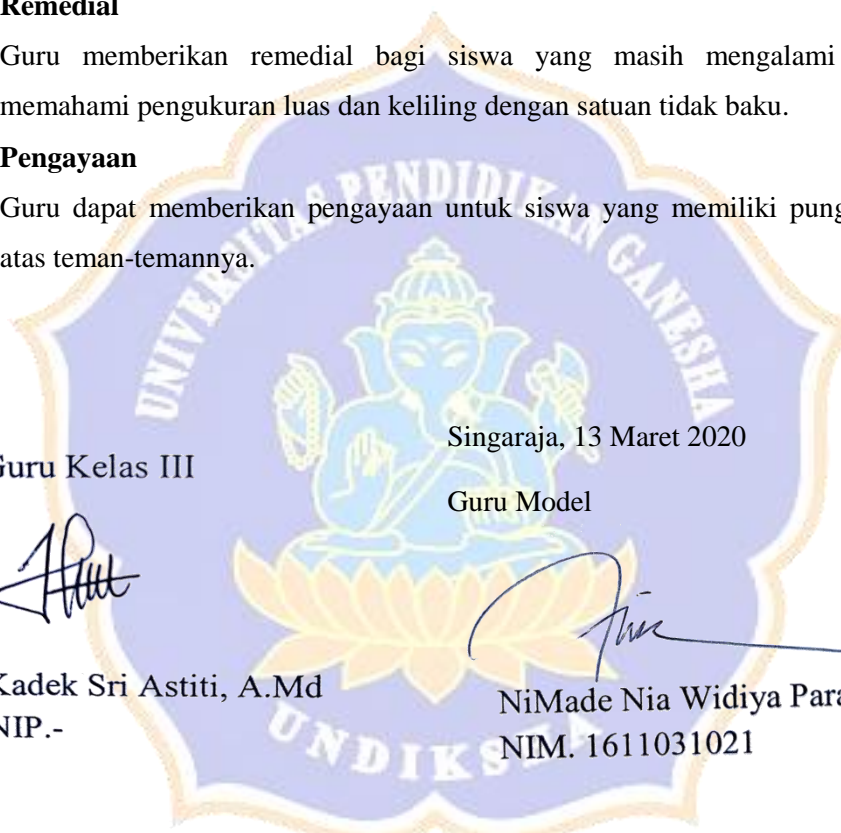 Remedial
Guru memberikan remedial bagi siswa yang masih mengalami
memahami pengukuran luas dan keliling dengan satuan tidak baku.
Pengayaan
Guru dapat memberikan pengayaan untuk siswa yang memiliki pung
atas teman-temannya.
UNIVERSITAS PENDIDIKAN GANESHA
Singaraja, 13 Maret 2020
Guru Kelas III
Guru Model
Kadek Sri Astiti, A.Md
NIP.-
NiMade Nia Widiya Para
NIM. 1611031021
UNDIKSHA